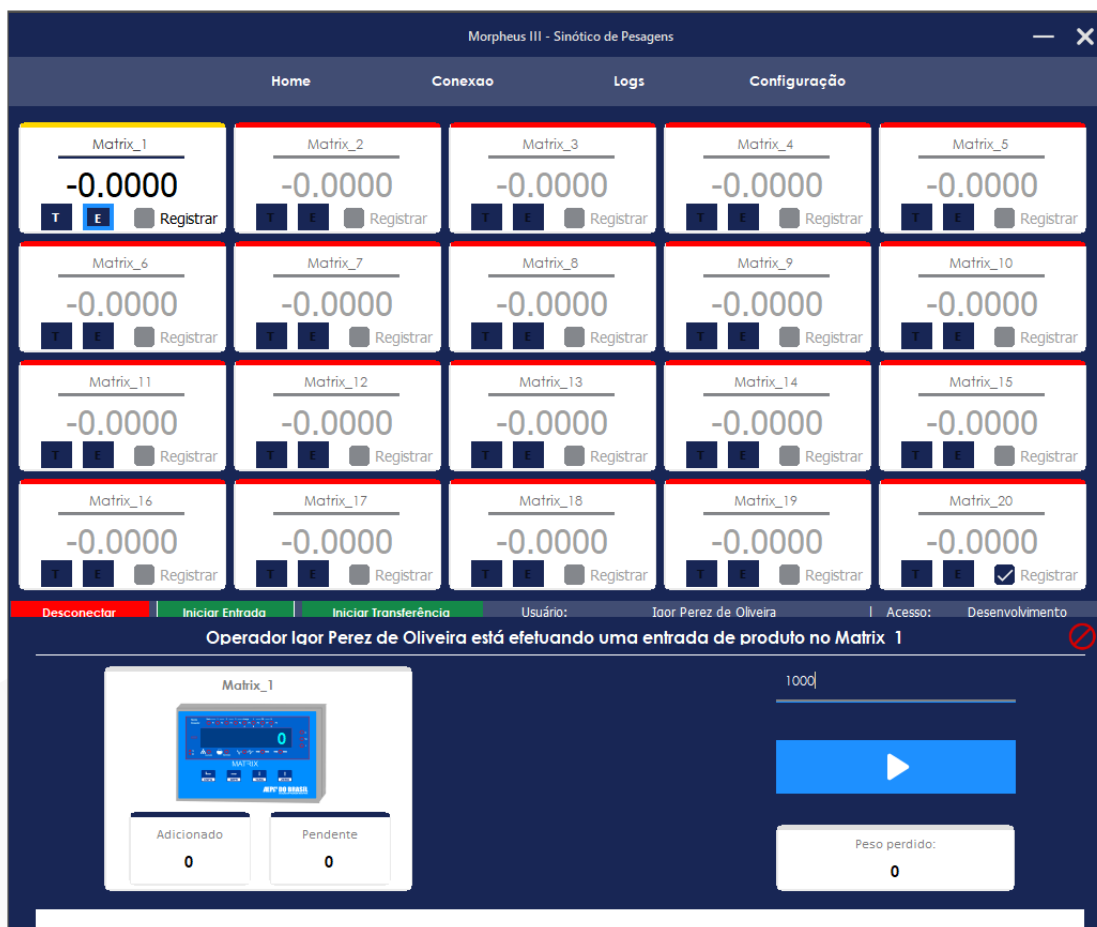 Morpheus III - Sinótico de Pesagens
Home Conexao Logs Configuração
Matrix_1 Matrix_2 Matrix_3 Matrix_4 Matrix_5
-0.0000 -0.0000 -0.0000 -0.0000 -0.0000
T E Registrar T E Registrar T E Registrar T E Registrar T E Registrar
Matrix_6 Matrix_7 Matrix_8 Matrix_9 Matrix_10
-0.0000 -0.0000 -0.0000 -0.0000 -0.0000
T E Registrar T E Registrar T E Registrar T E Registrar T E Registrar
Matrix_11 Matrix_12 Matrix_13 Matrix_14 Matrix_15
-0.0000 -0.0000 -0.0000 -0.0000 -0.0000
T E Registrar T E Registrar T E Registrar T E Registrar T E Registrar
Matrix_16 Matrix_17 Matrix_18 Matrix_19 Matrix_20
-0.0000 -0.0000 -0.0000 -0.0000 -0.0000
T E Registrar T E Registrar T E Registrar T E Registrar T E Registrar
Desconectar Iniciar Entrada Iniciar Transferência Usuário: Igor Perez de Oliveira | Acesso: Desenvolvimento
Operador Igor Perez de Oliveira está efetuando uma entrada de produto no Matrix_1
Matrix_1
1000
0
MATRIX
DO BRASIL
Adicionado Pendente
0 0
Peso perdido:
0